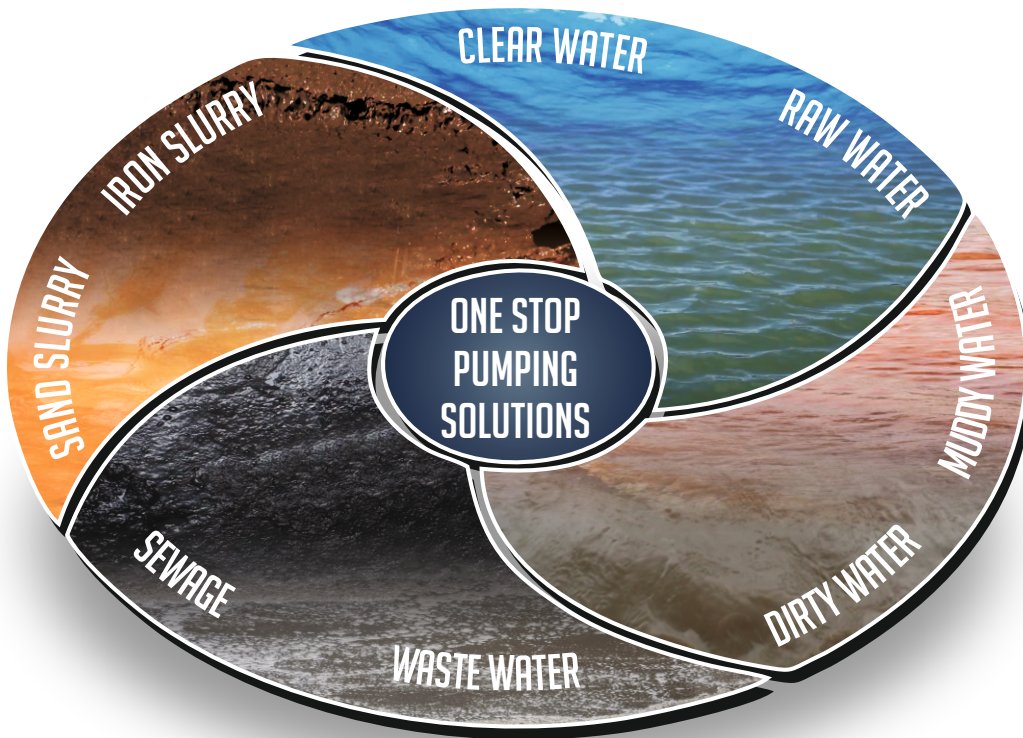 CLEAR WATER
RAW WATER
IRON SLURRY
SAND SLURRY
ONE STOP
PUMPING
SOLUTIONS
MUDDY WATER
DIRTY WATER
SEWAGE
WASTE WATER